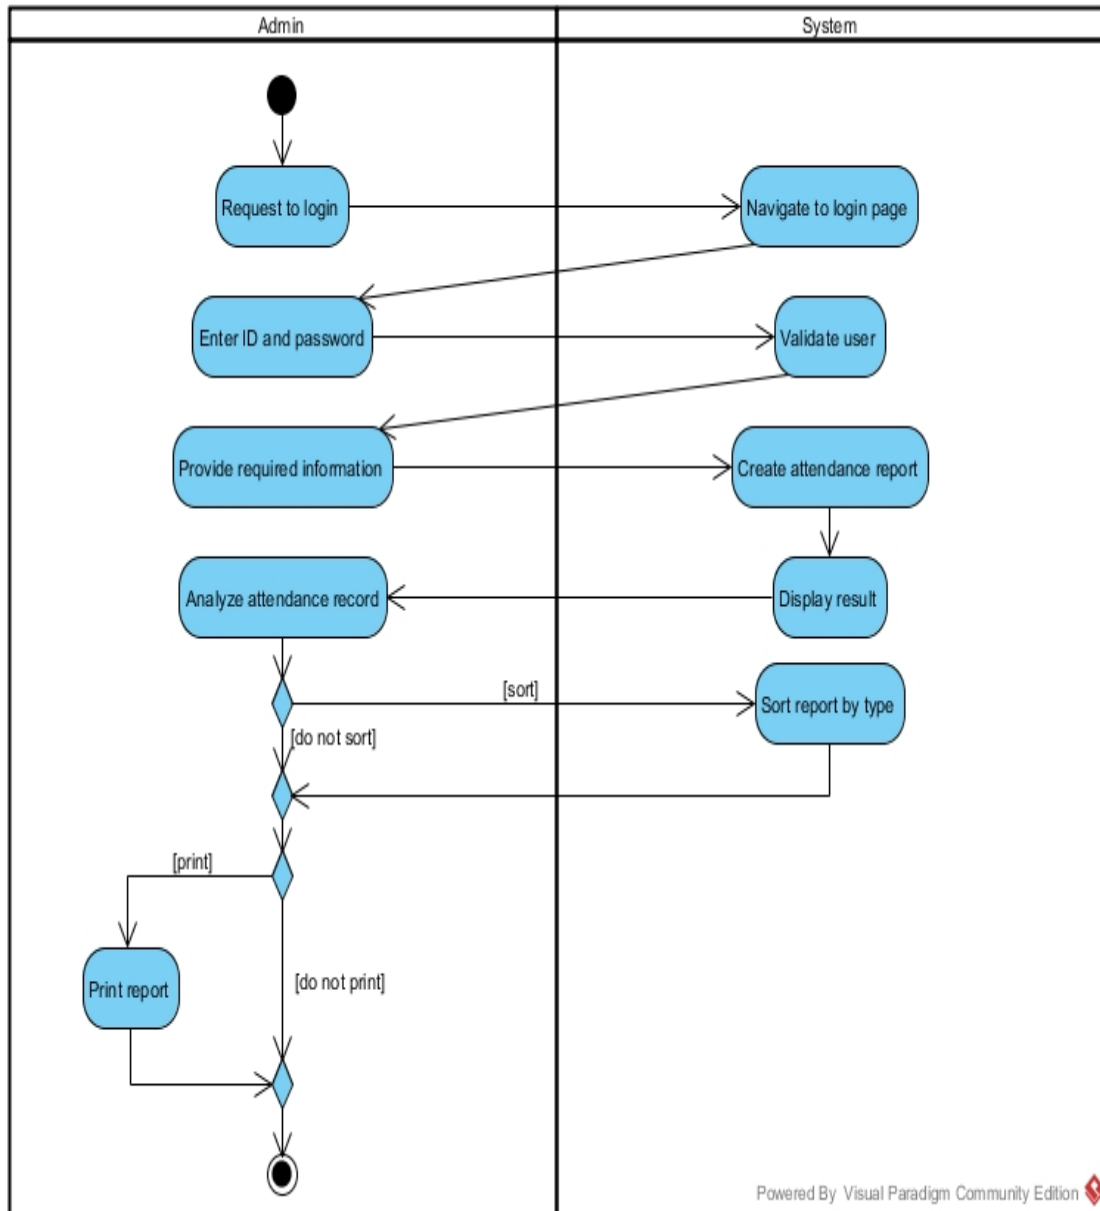 Admin
System
Request to login
Navigate to login page
Enter ID and password
Validate user
Provide required information
Create attendance report
Analyze attendance record
Display result
[sort]
Sort report by type
[do not sort]
[print]
[do not print]
Print report
Powered By Visual Paradigm Community Edition